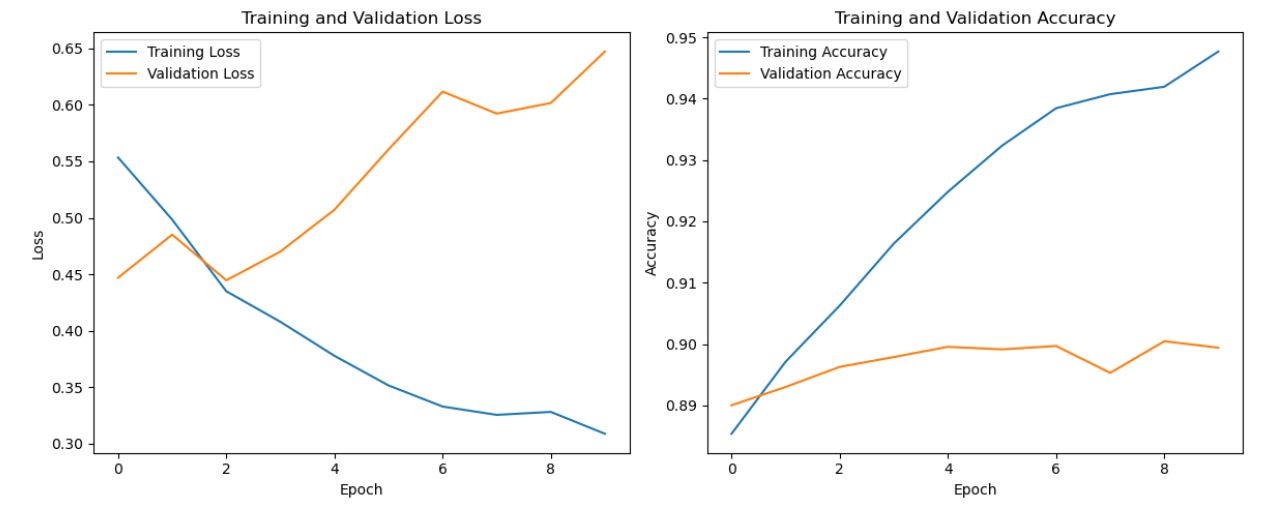 Training and Validation Loss
Training Loss
Validation Loss
0.65
0.60
0.55
0.50
0.45
0.40
0.35
0.30
Loss
0 2 4 6 8
Epoch
Training and Validation Accuracy
Training Accuracy
Validation Accuracy
0.95
0.94
0.93
0.92
0.91
0.90
0.89
Accuracy
0 2 4 6 8
Epoch